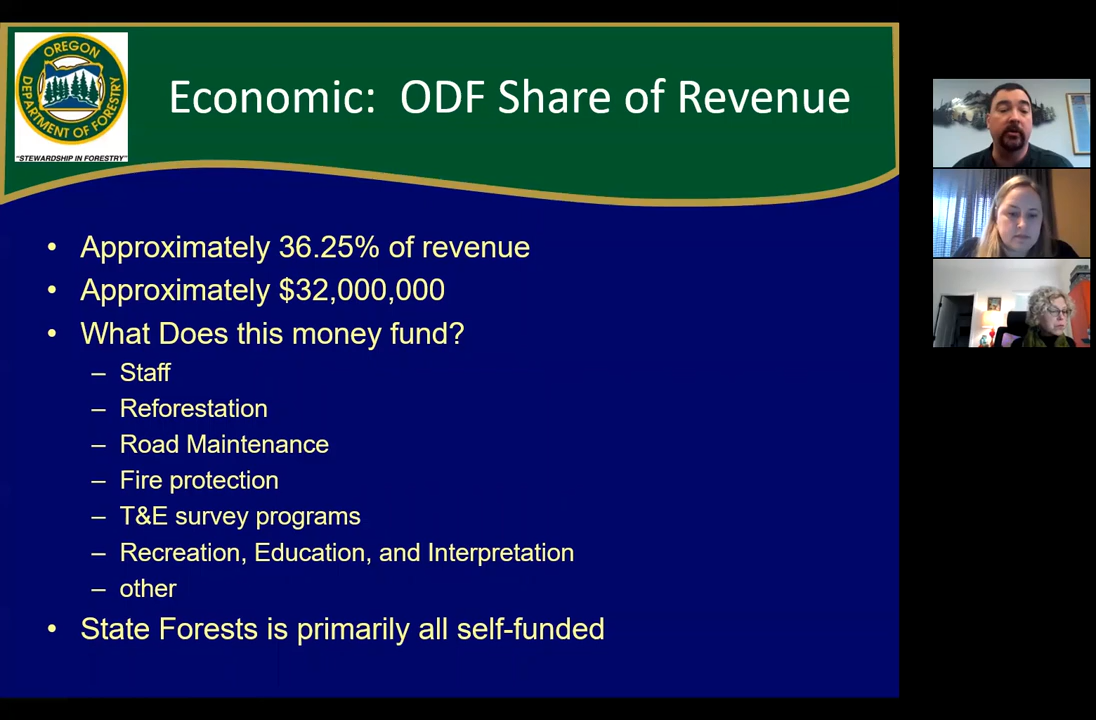 OREGON
DEPARTMENT OF FORESTRY
"STEWARDSHIP IN FORESTRY"
Economic: ODF Share of Revenue
• Approximately 36.25% of revenue
• Approximately $32,000,000
• What Does this money fund?
– Staff
– Reforestation
– Road Maintenance
– Fire protection
– T&E survey programs
– Recreation, Education, and Interpretation
– other
• State Forests is primarily all self-funded